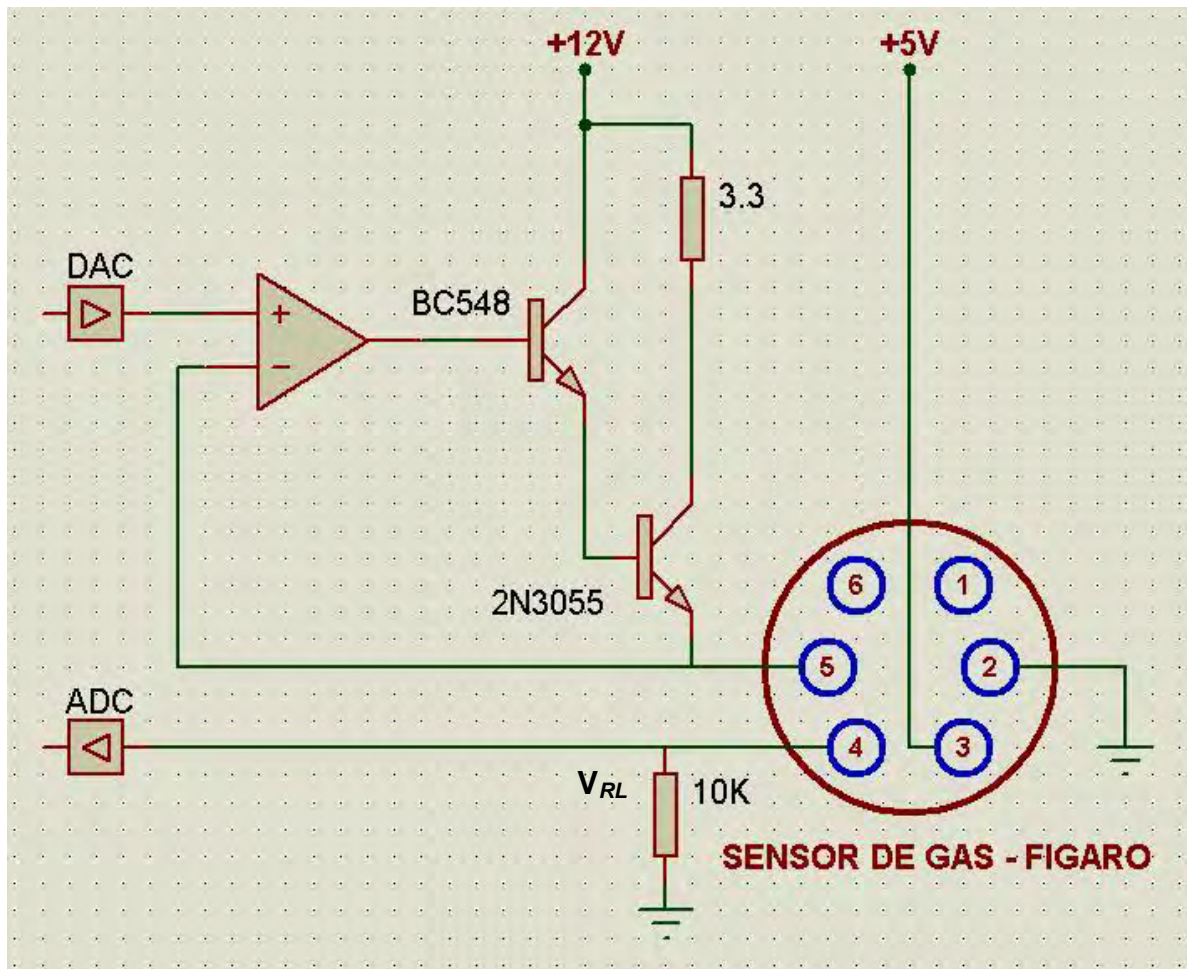 +12V
+5V
3.3
DAC
BC548
+
−
2N3055
6
1
5
2
ADC
4
3
V_RL
10K
SENSOR DE GAS - FIGARO